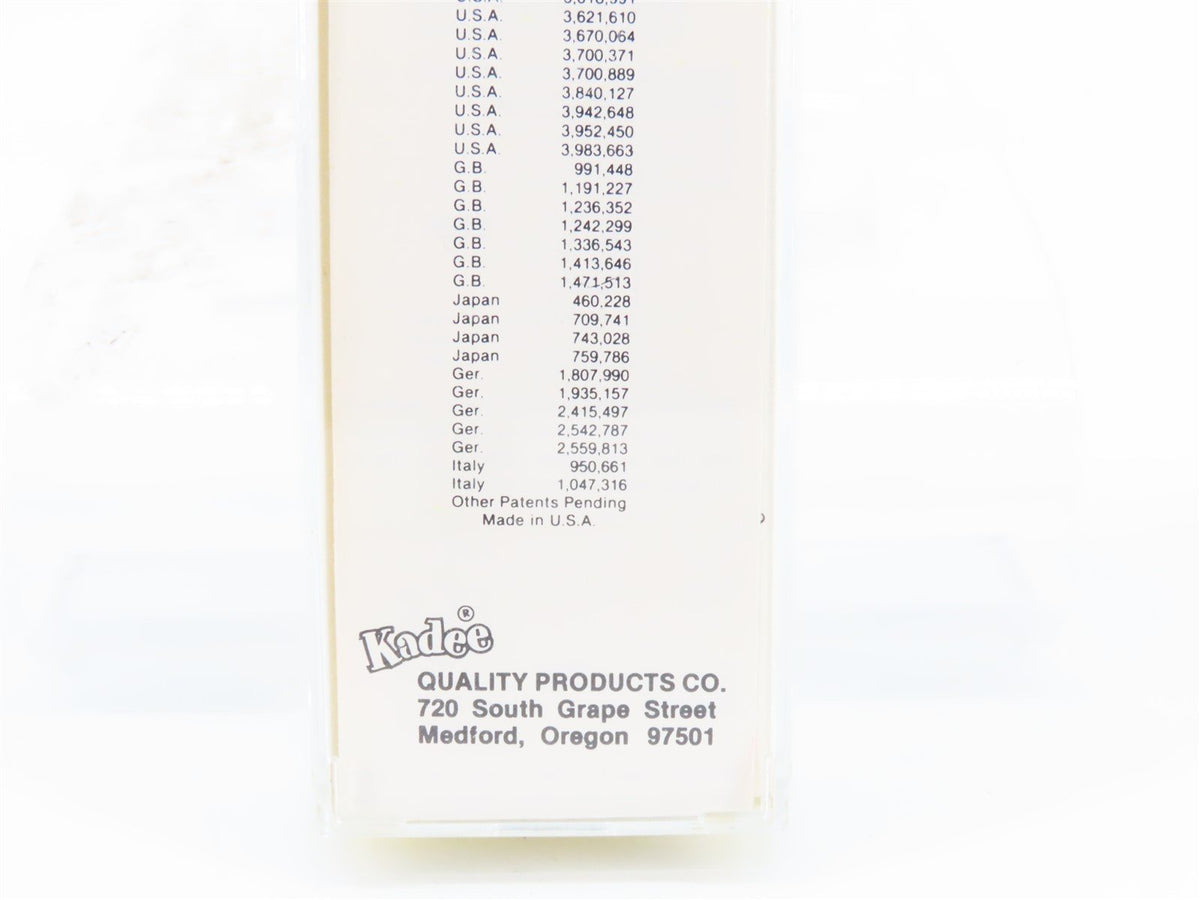 U.S.A. 3,621,610
U.S.A. 3,670,064
U.S.A. 3,700,371
U.S.A. 3,700,889
U.S.A. 3,840,127
U.S.A. 3,942,648
U.S.A. 3,952,450
U.S.A. 3,983,663
G.B. 991,448
G.B. 1,191,227
G.B. 1,236,352
G.B. 1,242,299
G.B. 1,336,543
G.B. 1,413,646
G.B. 1,471,513
Japan 460,228
Japan 709,741
Japan 743,028
Japan 759,786
Ger. 1,807,990
Ger. 1,935,157
Ger. 2,415,497
Ger. 2,542,787
Ger. 2,559,813
Italy 950,661
Italy 1,047,316
Other Patents Pending
Made in U.S.A.
Kadee®
QUALITY PRODUCTS CO.
720 South Grape Street
Medford, Oregon 97501